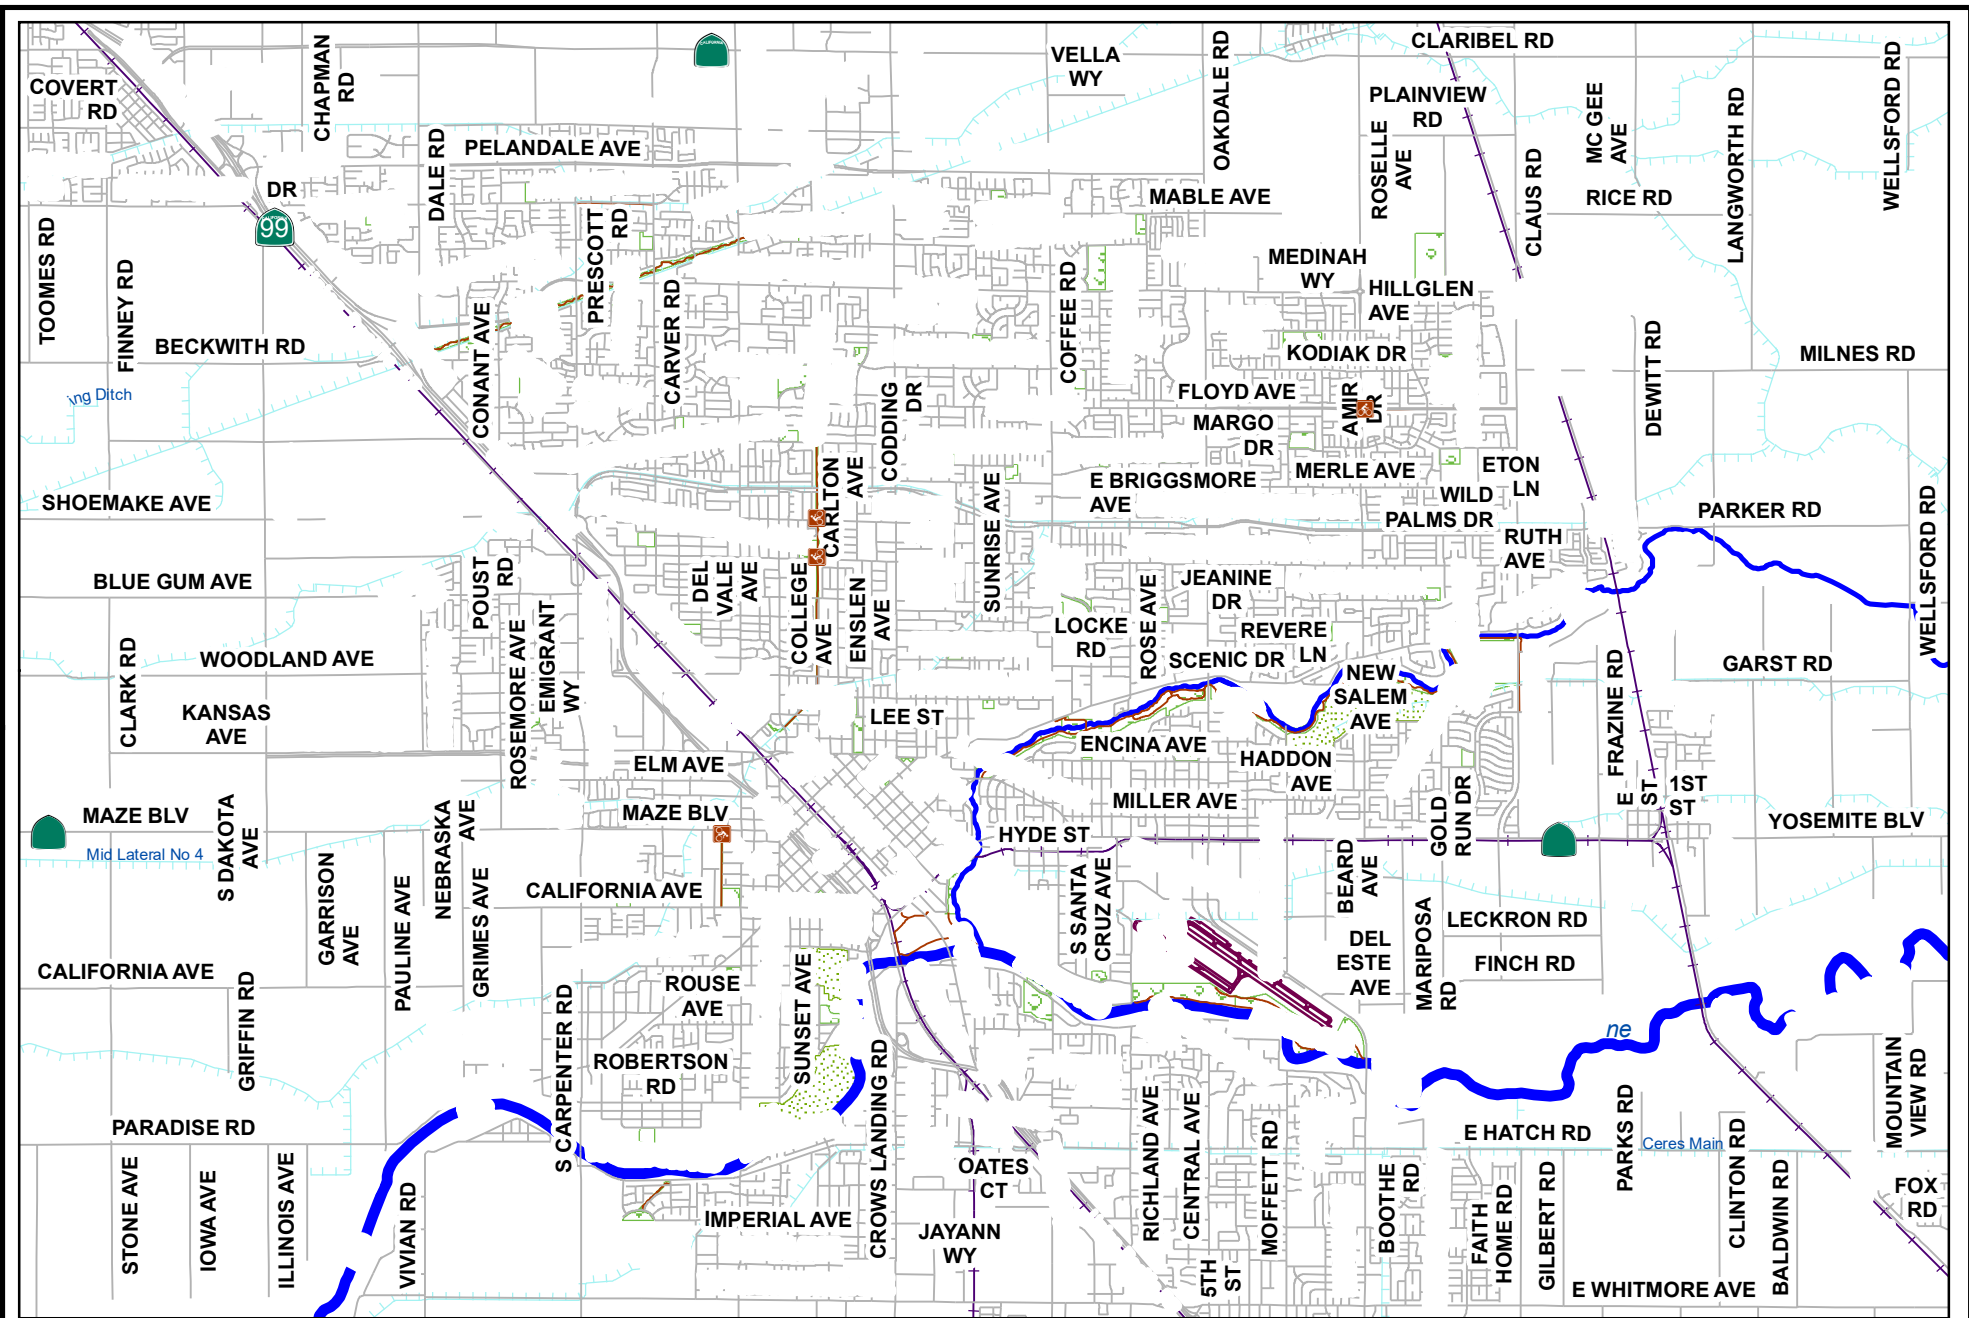 CLARIBEL RD
VELLA
WY
OAKDALE RD
CHAPMAN
RD
COVERT
RD
PLAINVIEW
RD
MC GEE
AVE
LANGWORTH RD
WELLSFORD RD
PELANDALE AVE
DALE RD
ROSELLE
AVE
CLAUS RD
DR
99
MABLE AVE
RICE RD
PRESCOTT
RD
TOOMES RD
FINNEY RD
MEDINAH
WY
HILLGLEN
AVE
COFFEE RD
CARVER RD
CONANT AVE
BECKWITH RD
KODIAK DR
DEWITT RD
MILNES RD
ing Ditch
CODDING
DR
FLOYD AVE
AMIR
DR
MARGO
DR
MERLE AVE
ETON
LN
E BRIGGSMORE
AVE
WILD
PALMS DR
SHOEMAKE AVE
CARLTON
AVE
SUNRISE AVE
PARKER RD
WELLSFORD RD
RUTH
AVE
BLUE GUM AVE
POUST
RD
DEL
VALE
AVE
COLLEGE
AVE
ENSLEN
AVE
JEANINE
DR
ROSE AVE
LOCKE
RD
REVERE
LN
SCENIC DR
NEW
SALEM
AVE
CLARK RD
WOODLAND AVE
ROSEMORE AVE
EMIGRANT
WY
GARST RD
FRAZINE RD
KANSAS
AVE
LEE ST
ENCINA AVE
HADDON
AVE
ELM AVE
MILLER AVE
GOLD
RUN DR
E
ST
1ST
ST
MAZE BLV
S DAKOTA
AVE
NEBRASKA
AVE
MAZE BLV
HYDE ST
YOSEMITE BLV
Mid Lateral No 4
GARRISON
AVE
PAULINE AVE
GRIMES AVE
CALIFORNIA AVE
S SANTA
CRUZ AVE
BEARD
AVE
MARIPOSA
RD
LECKRON RD
DEL
ESTE
AVE
FINCH RD
CALIFORNIA AVE
GRIFFIN RD
S CARPENTER RD
ROUSE
AVE
SUNSET AVE
ROBERTSON
RD
CROWS LANDING RD
ne
MOUNTAIN
VIEW RD
PARADISE RD
RICHLAND AVE
CENTRAL AVE
MOFFETT RD
E HATCH RD
PARKS RD
Ceres Main
CLINTON RD
STONE AVE
IOWA AVE
ILLINOIS AVE
VIVIAN RD
OATES
CT
IMPERIAL AVE
JAYANN
WY
5TH
ST
BOOTHE
RD
FAITH
HOME RD
GILBERT RD
BALDWIN RD
FOX
RD
E WHITMORE AVE